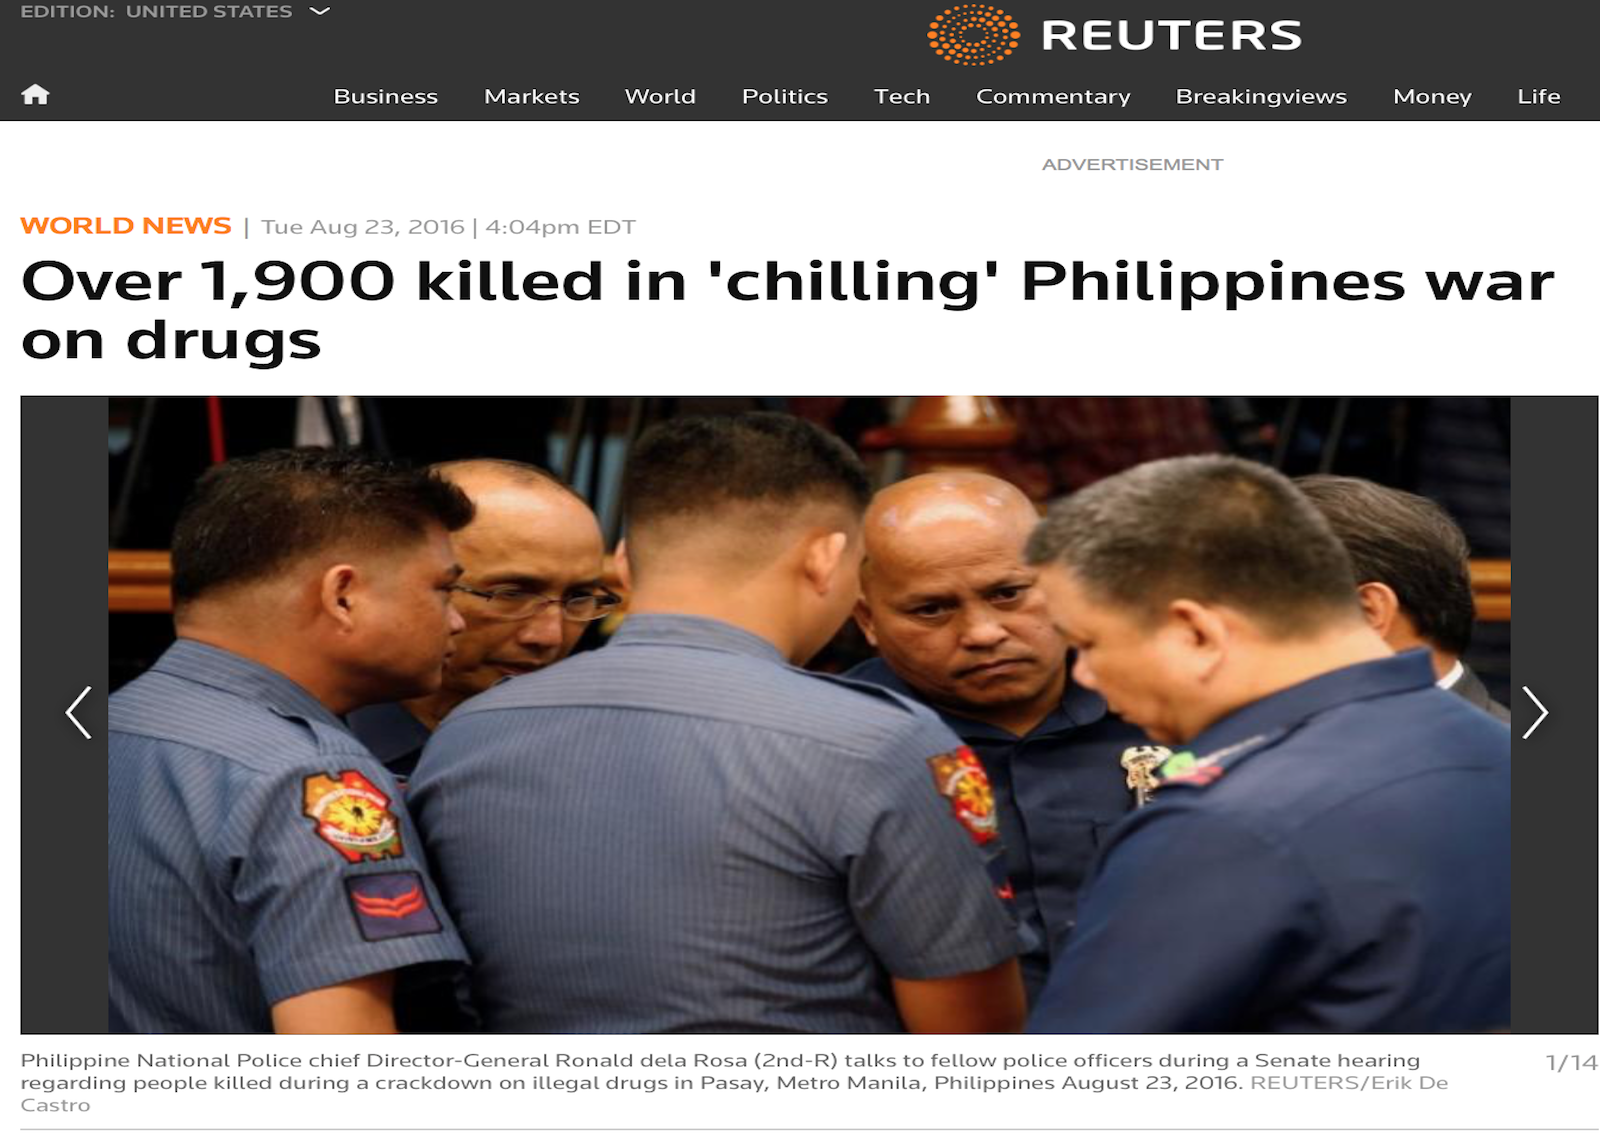 EDITION: UNITED STATES
REUTERS
Business Markets World Politics Tech Commentary Breakingviews Money Life
ADVERTISEMENT
WORLD NEWS | Tue Aug 23, 2016 | 4:04pm EDT
Over 1,900 killed in 'chilling' Philippines war
on drugs
Philippine National Police chief Director-General Ronald dela Rosa (2nd-R) talks to fellow police officers during a Senate hearing
regarding people killed during a crackdown on illegal drugs in Pasay, Metro Manila, Philippines August 23, 2016. REUTERS/Erik De
Castro
1/14